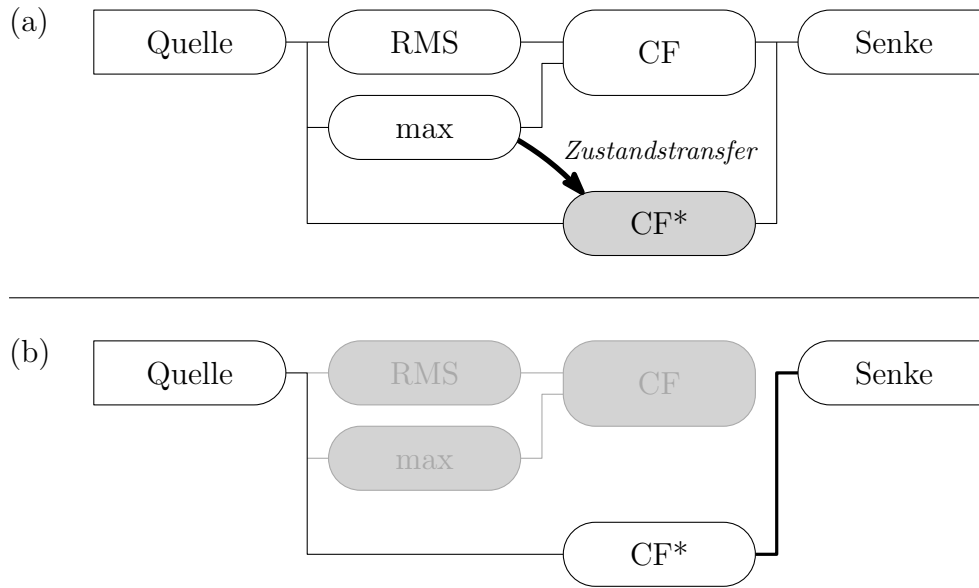 (a)
Quelle
RMS
CF
Senke
max
Zustandstransfer
CF*
(b)
Quelle
RMS
CF
Senke
max
CF*